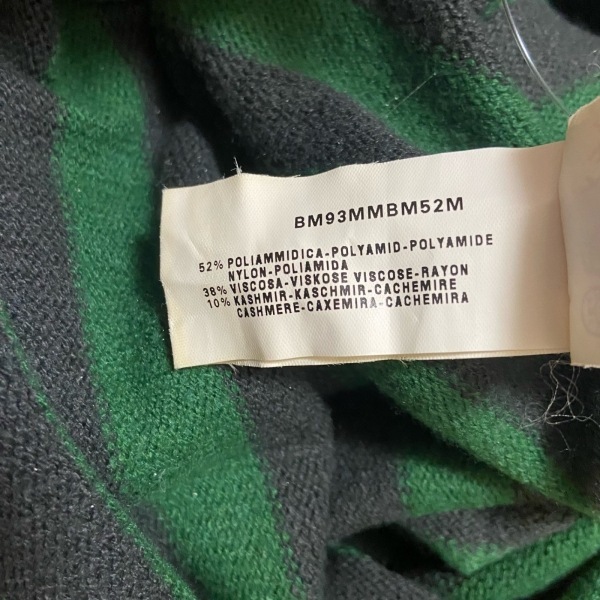 BM93MMBM52M
52% POLIAMMIDICA-POLYAMID-POLYAMIDE
NYLON-POLIAMIDA
38% VISCOSA-VISKOSE VISCOSE-RAYON
10% KASHMIR-KASCHMIR-CACHEMIRE
CASHMERE-CAXEMIRA-CACHEMIRA